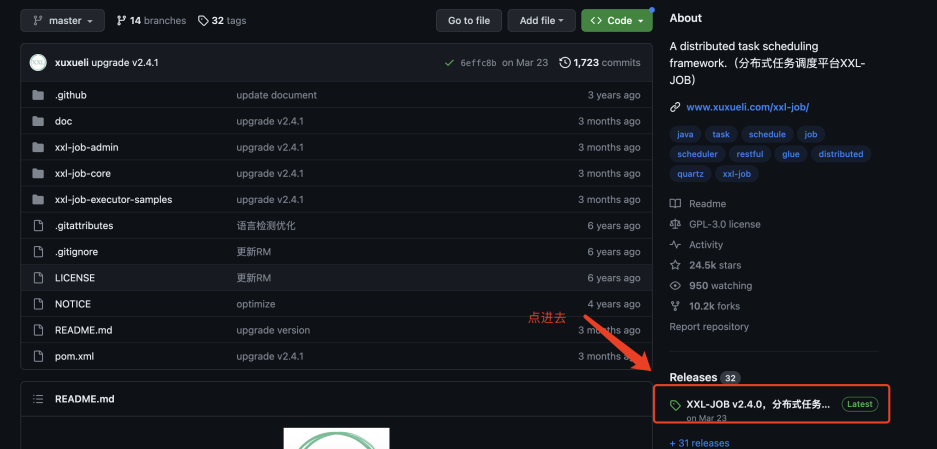 master 14 branches 32 tags Go to file Add file Code
xuxueli upgrade v2.4.1 6effc8b on Mar 23 1,723 commits
.github update document 3 years ago
doc upgrade v2.4.1 3 months ago
xxl-job-admin upgrade v2.4.1 3 months ago
xxl-job-core upgrade v2.4.1 3 months ago
xxl-job-executor-samples upgrade v2.4.1 3 months ago
.gitattributes 语言检测优化 6 years ago
.gitignore 更新RM 6 years ago
LICENSE 更新RM 6 years ago
NOTICE optimize 4 years ago
点进去
README.md upgrade version 3 months ago
pom.xml upgrade v2.4.1 3 months
README.md
About
A distributed task scheduling
framework.（分布式任务调度平台XXL-
JOB）
www.xuxueli.com/xxl-job/
java task schedule job
scheduler restful glue distributed
quartz xxl-job
Readme
GPL-3.0 license
Activity
24.5k stars
950 watching
10.2k forks
Report repository
Releases 32
XXL-JOB v2.4.0，分布式任务... Latest
on Mar 23
+ 31 releases